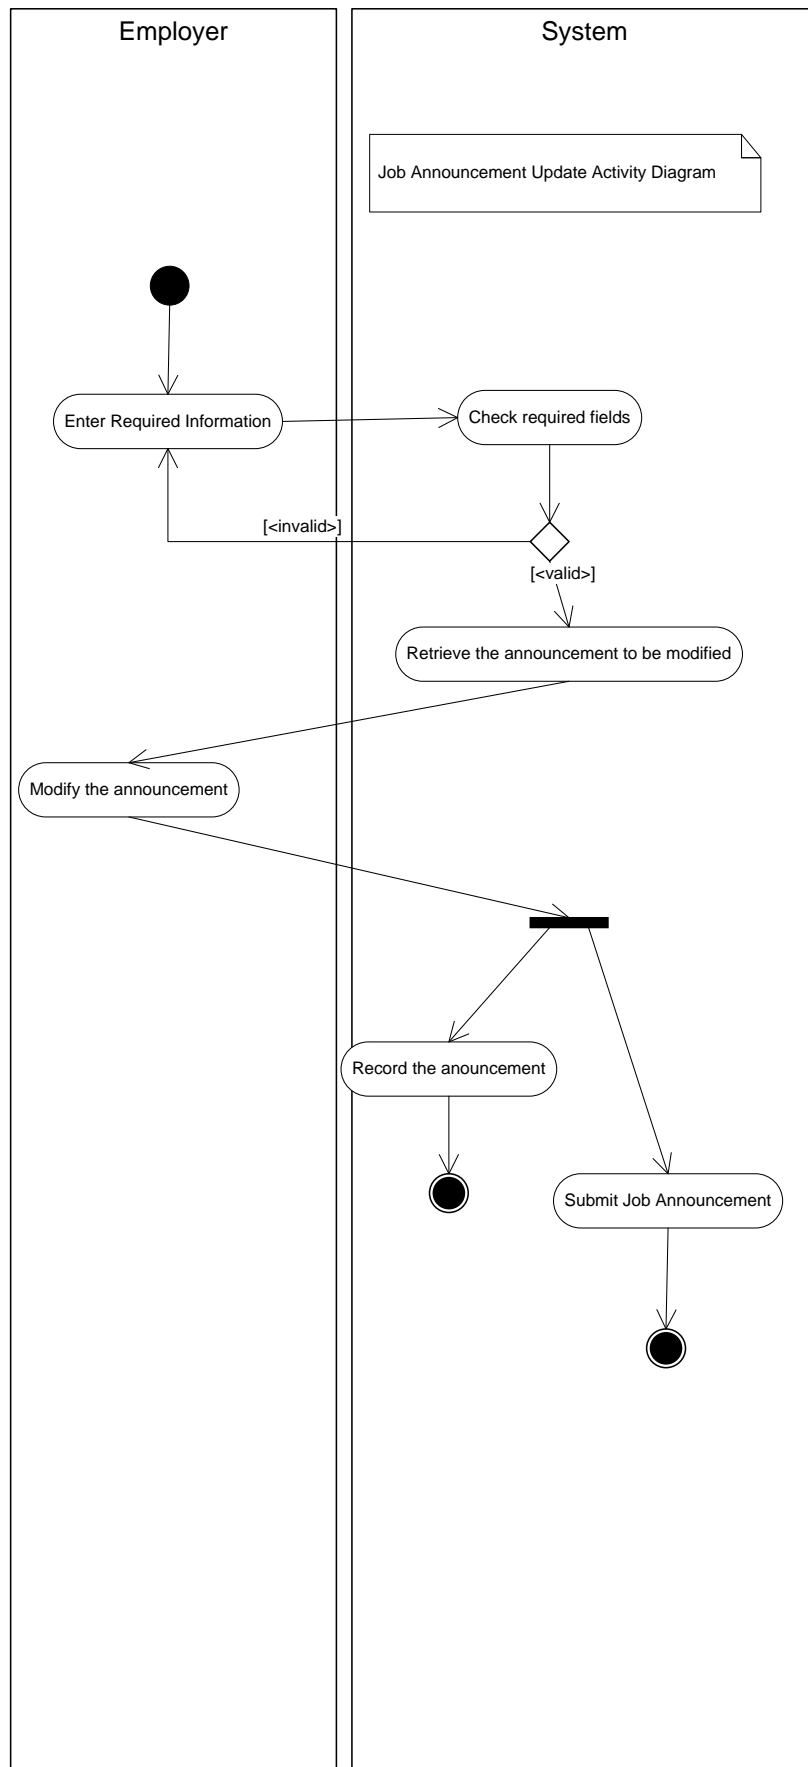 Employer
System
Job Announcement Update Activity Diagram
Enter Required Information
Check required fields
[<invalid>]
[<valid>]
Retrieve the announcement to be modified
Modify the announcement
Record the anouncement
Submit Job Announcement